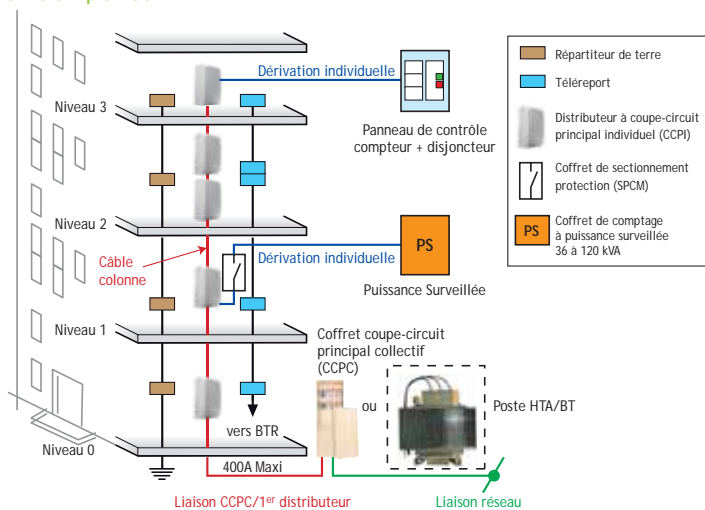 Dérivation individuelle
Niveau 3
Panneau de contrôle
compteur + disjoncteur
Niveau 2
Câble
colonne
Dérivation individuelle
PS
Puissance Surveillée
Niveau 1
Coffret coupe-circuit
principal collectif
(CCPC)
ou
Poste HTA/BT
vers BTR
Niveau 0
400A Maxi
Liaison CCPC/1er distributeur
Liaison réseau
Répartiteur de terre
Téléreport
Distributeur à coupe-circuit
principal individuel (CCPI)
Coffret de sectionnement
protection (SPCM)
PS
Coffret de comptage
à puissance surveillée
36 à 120 kVA